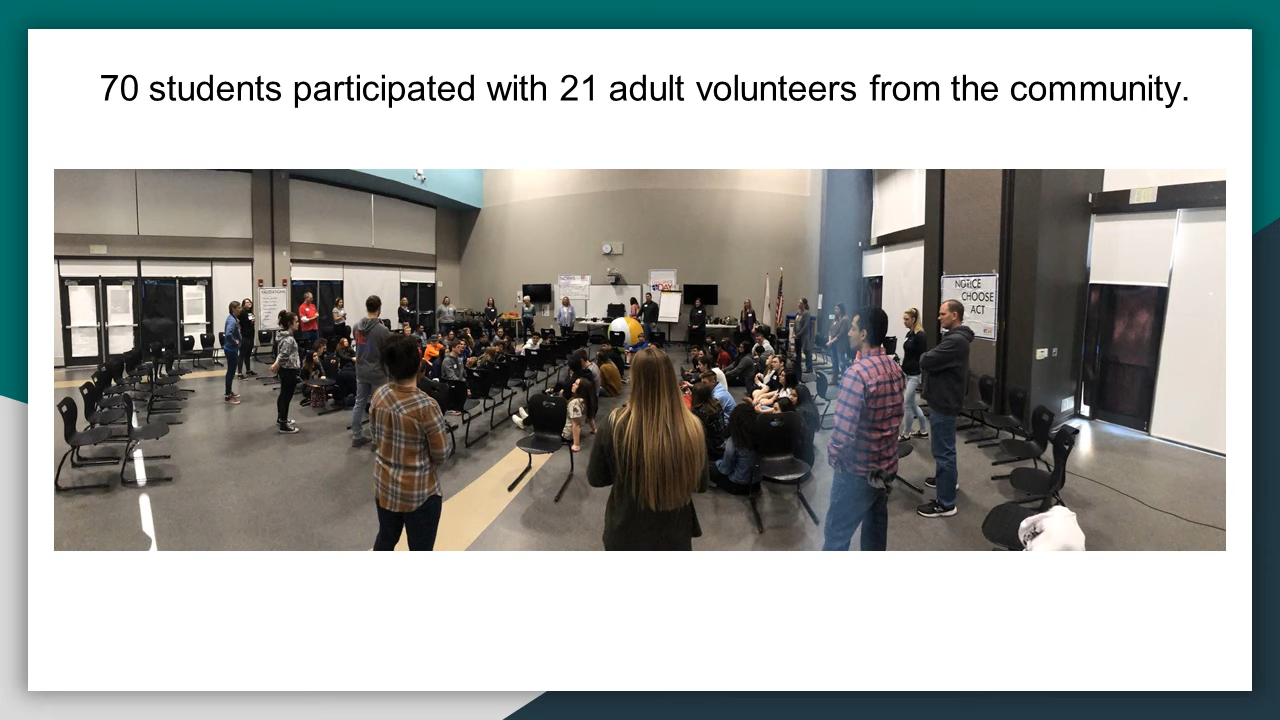 70 students participated with 21 adult volunteers from the community.
NOTICE
CHOOSE
ACT